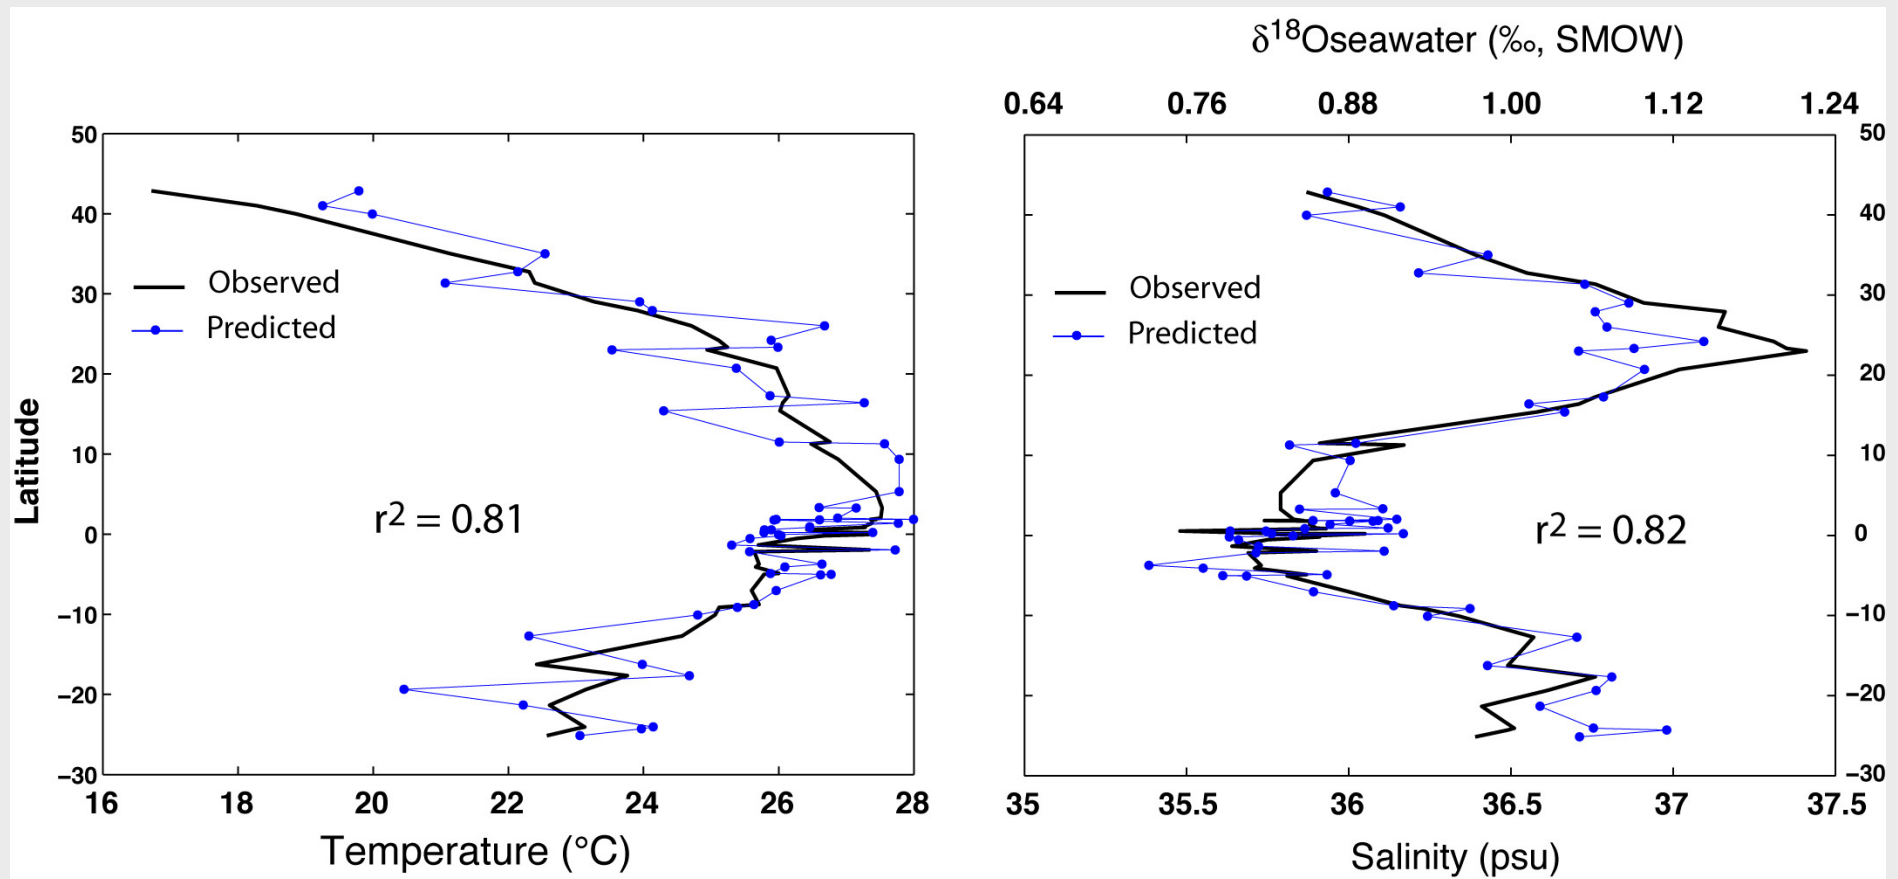 δ18Oseawater (‰, SMOW)
0.64 0.76 0.88 1.00 1.12 1.24
50
40
30
20
10
0
−10
−20
−30
Latitude
Observed
Predicted
r2 = 0.81
16 18 20 22 24 26 28
Temperature (°C)
Observed
Predicted
r2 = 0.82
50
40
30
20
10
0
−10
−20
−30
35 35.5 36 36.5 37 37.5
Salinity (psu)